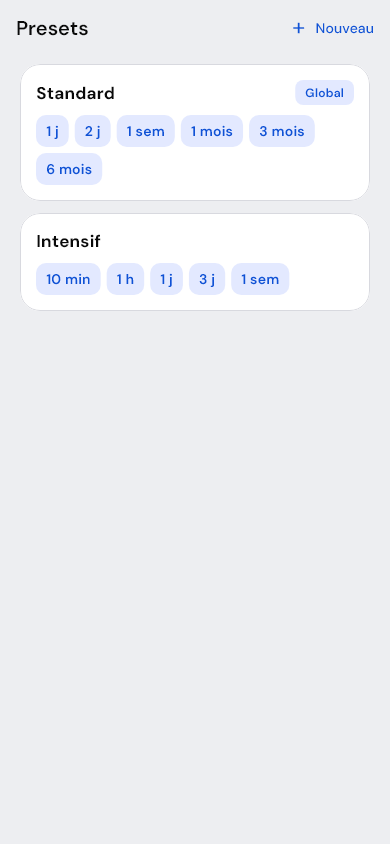 Presets + Nouveau
Standard Global
1 j 2 j 1 sem 1 mois 3 mois
6 mois
Intensif
10 min 1 h 1 j 3 j 1 sem